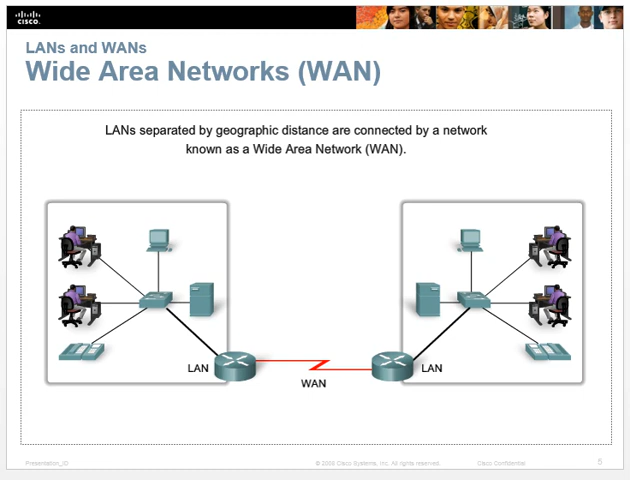 CISCO.
LANs and WANs
Wide Area Networks (WAN)
LANs separated by geographic distance are connected by a network
known as a Wide Area Network (WAN).
LAN
LAN
WAN
Presentation_ID
© 2006 Cisco Systems, Inc. All rights reserved.
Cisco Confidential
5